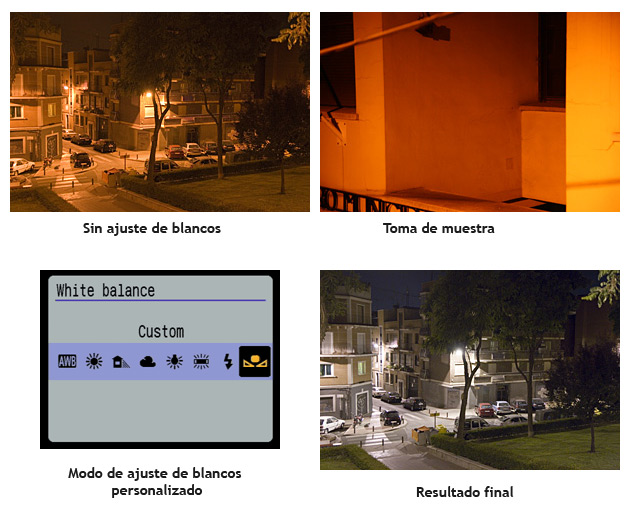 Sin ajuste de blancos
Toma de muestra
White balance
Custom
AWB
Modo de ajuste de blancos
personalizado
Resultado final